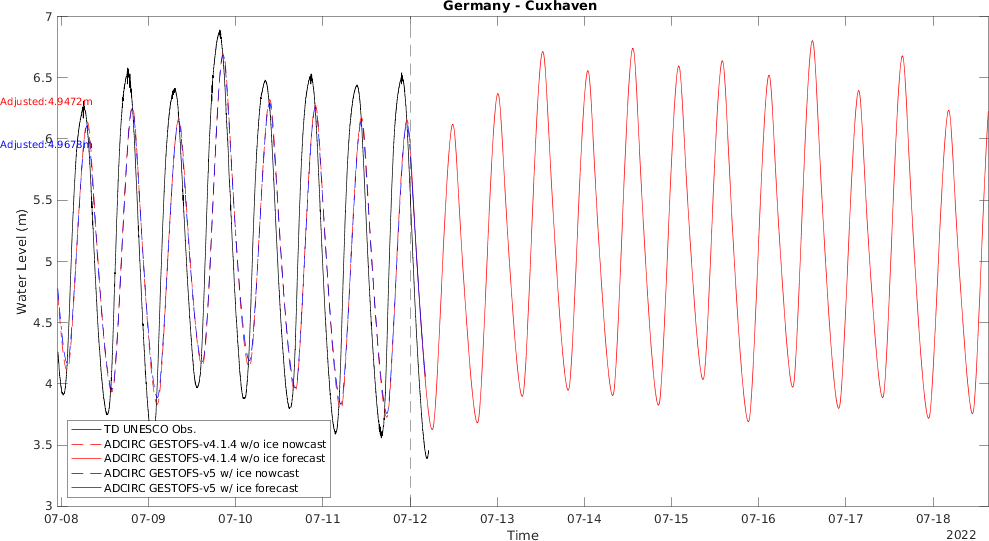 Germany - Cuxhaven
7
6.5
Adjusted:4.9472m
6
Adjusted:4.9678m
5.5
5
4.5
4
3.5
3
Water Level (m)
TD UNESCO Obs.
ADCIRC GESTOFS-v4.1.4 w/o ice nowcast
ADCIRC GESTOFS-v4.1.4 w/o ice forecast
ADCIRC GESTOFS-v5 w/ ice nowcast
ADCIRC GESTOFS-v5 w/ ice forecast
07-08 07-09 07-10 07-11 07-12 07-13 07-14 07-15 07-16 07-17 07-18
Time
2022